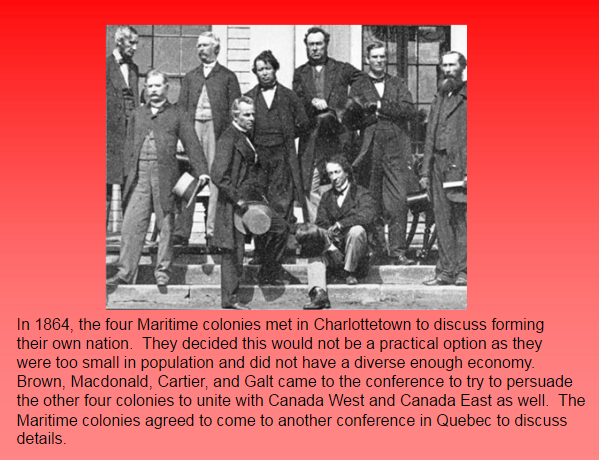 In 1864, the four Maritime colonies met in Charlottetown to discuss forming
their own nation.  They decided this would not be a practical option as they
were too small in population and did not have a diverse enough economy.
Brown, Macdonald, Cartier, and Galt came to the conference to try to persuade
the other four colonies to unite with Canada West and Canada East as well.  The
Maritime colonies agreed to come to another conference in Quebec to discuss
details.